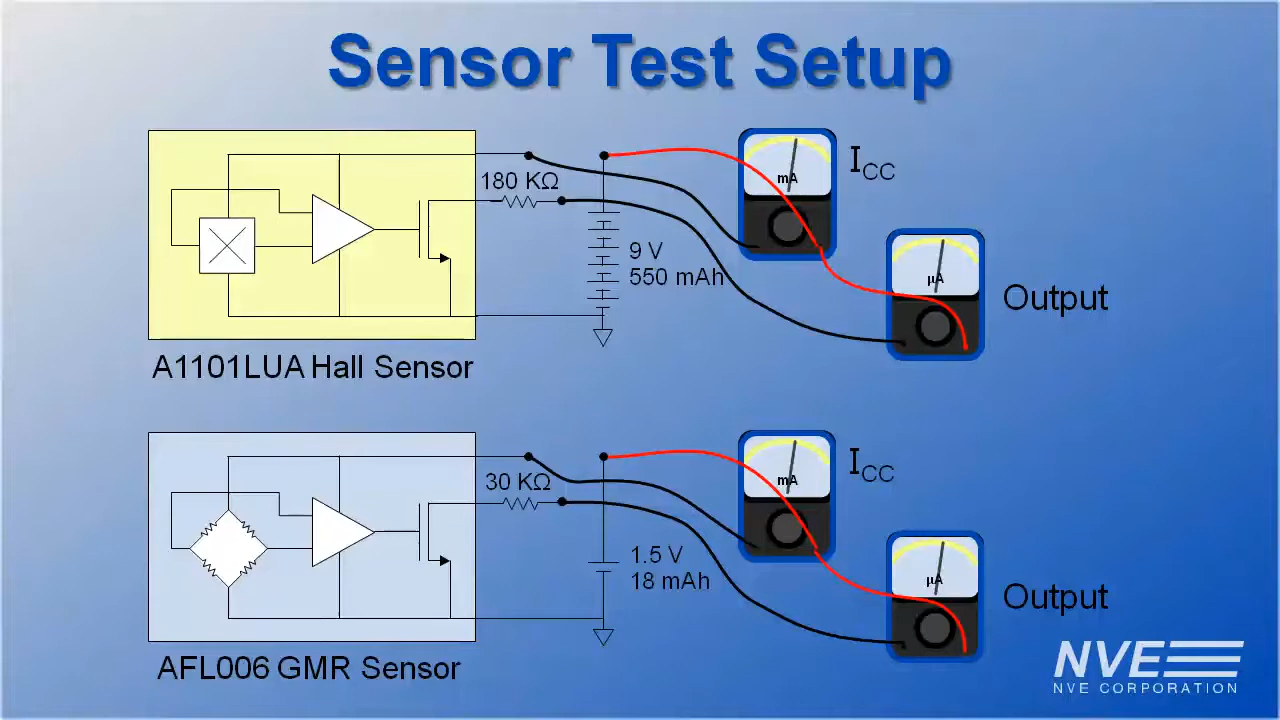 Sensor Test Setup
180 KΩ
mA
ICC
9 V
550 mAh
µA
Output
A1101LUA Hall Sensor
30 KΩ
mA
ICC
1.5 V
18 mAh
µA
Output
AFL006 GMR Sensor
NVE
NVE CORPORATION